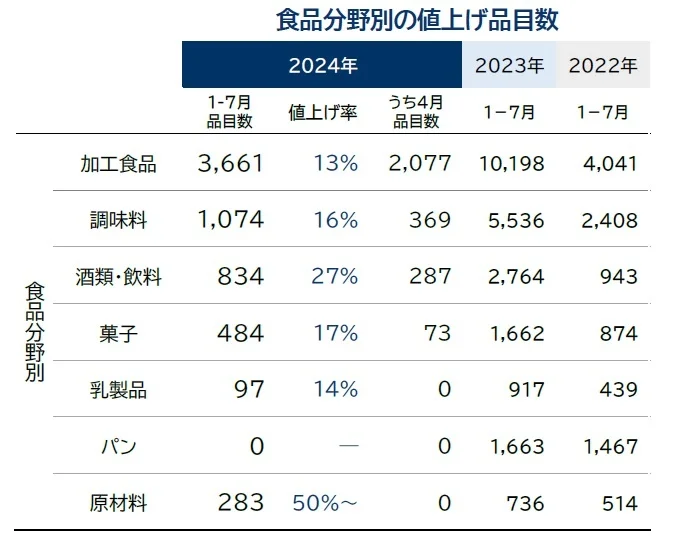 食品分野別の値上げ品目数
2024年 2023年 2022年
1-7月
品目数 値上げ率 うち4月
品目数 1－7月 1－7月
食品分野別
加工食品 3,661 13% 2,077 10,198 4,041
調味料 1,074 16% 369 5,536 2,408
酒類・飲料 834 27% 287 2,764 943
菓子 484 17% 73 1,662 874
乳製品 97 14% 0 917 439
パン 0 — 0 1,663 1,467
原材料 283 50%～ 0 736 514